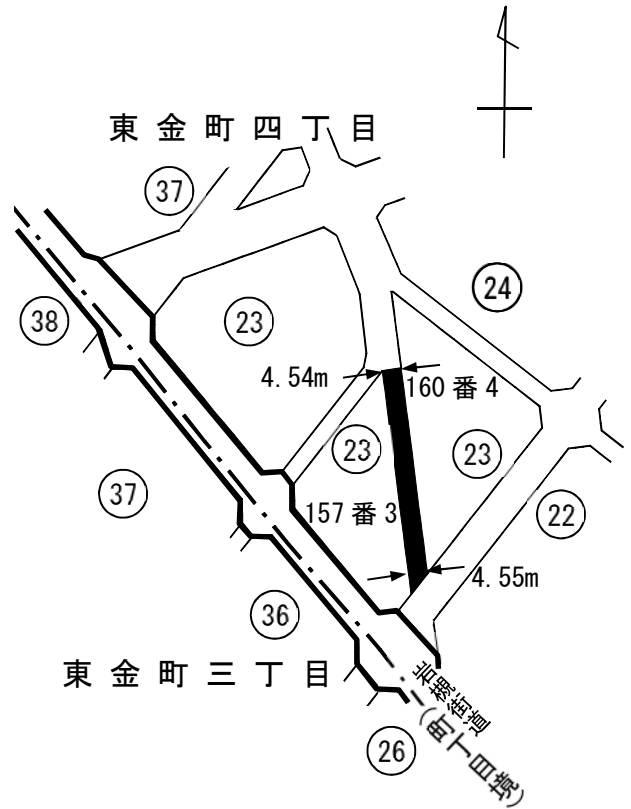 東金町四丁目
37
24
38
23
4.54m
160番4
23
23
37
157番3
22
4.55m
36
東金町三丁目
岩槻街道
(町丁目境)
26